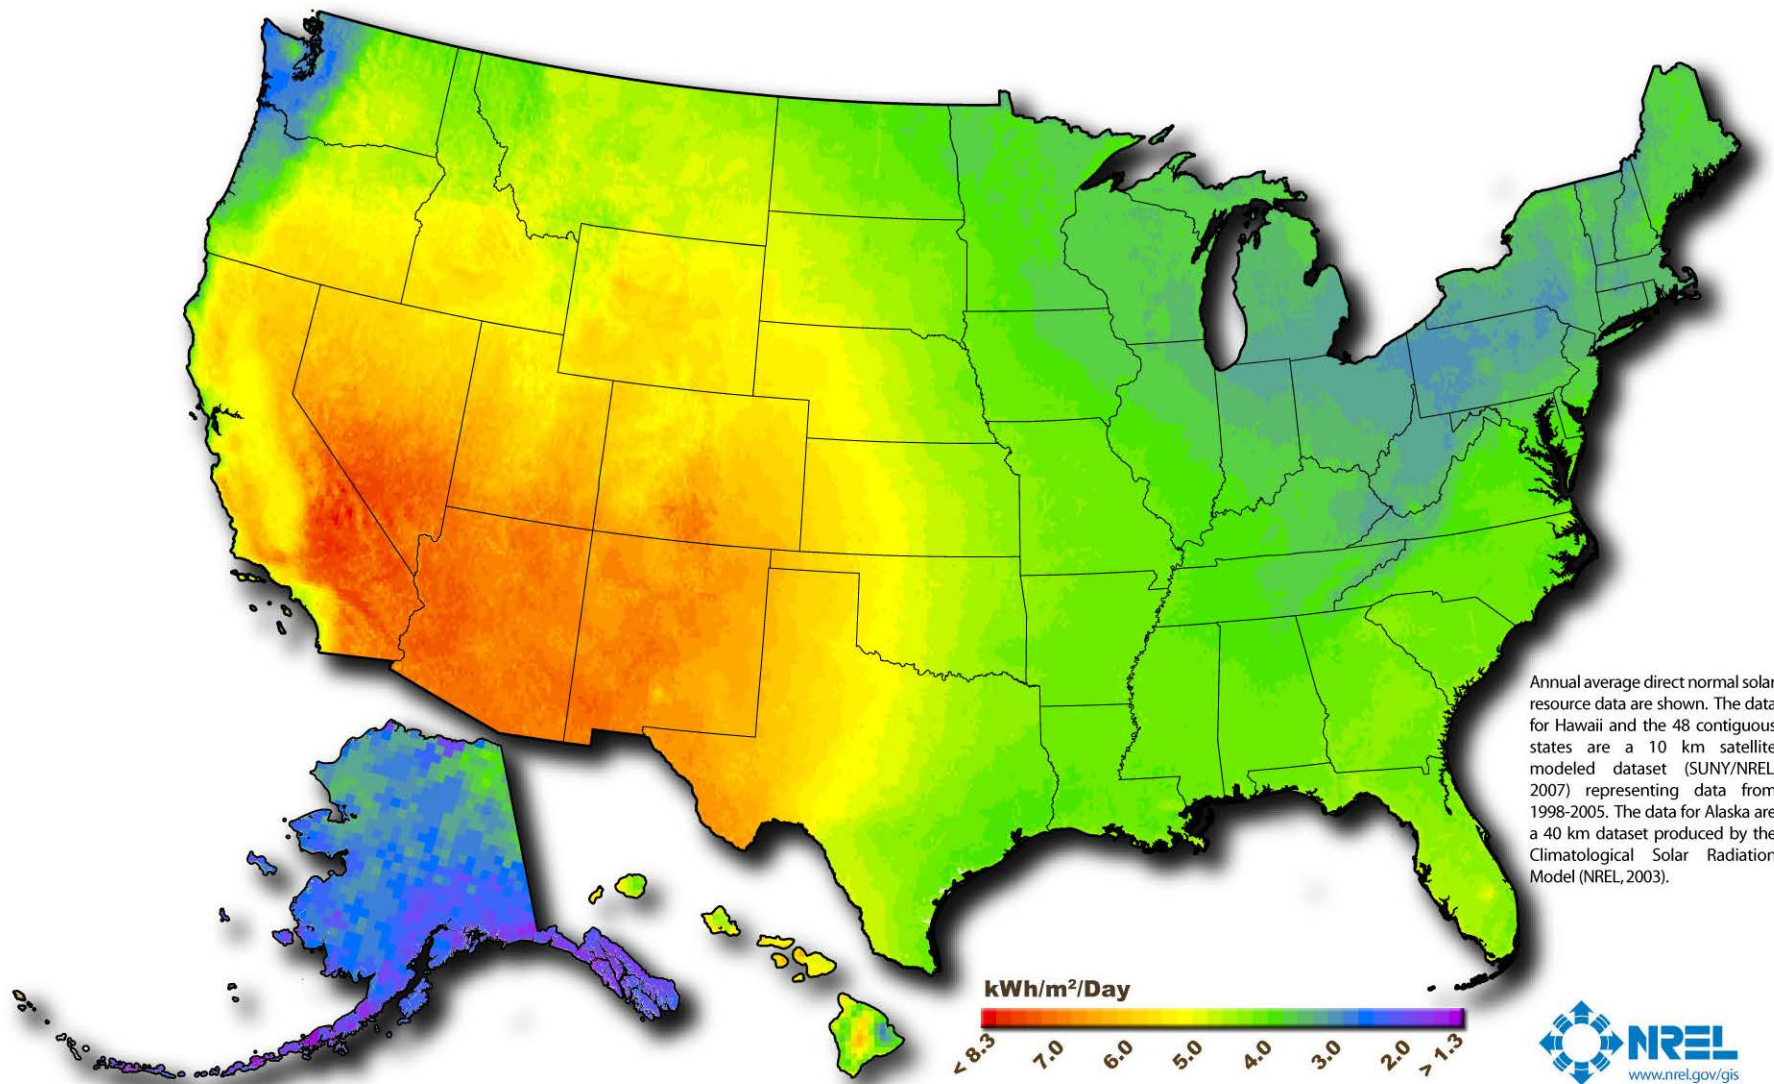 Annual average direct normal solar
resource data are shown. The data
for Hawaii and the 48 contiguous
states are a 10 km satellite
modeled dataset (SUNY/NREL
2007) representing data from
1998-2005. The data for Alaska are
a 40 km dataset produced by the
Climatological Solar Radiation
Model (NREL, 2003).
kWh/m²/Day
< 8.3 7.0 6.0 5.0 4.0 3.0 2.0 > 1.3
NREL
www.nrel.gov/gis